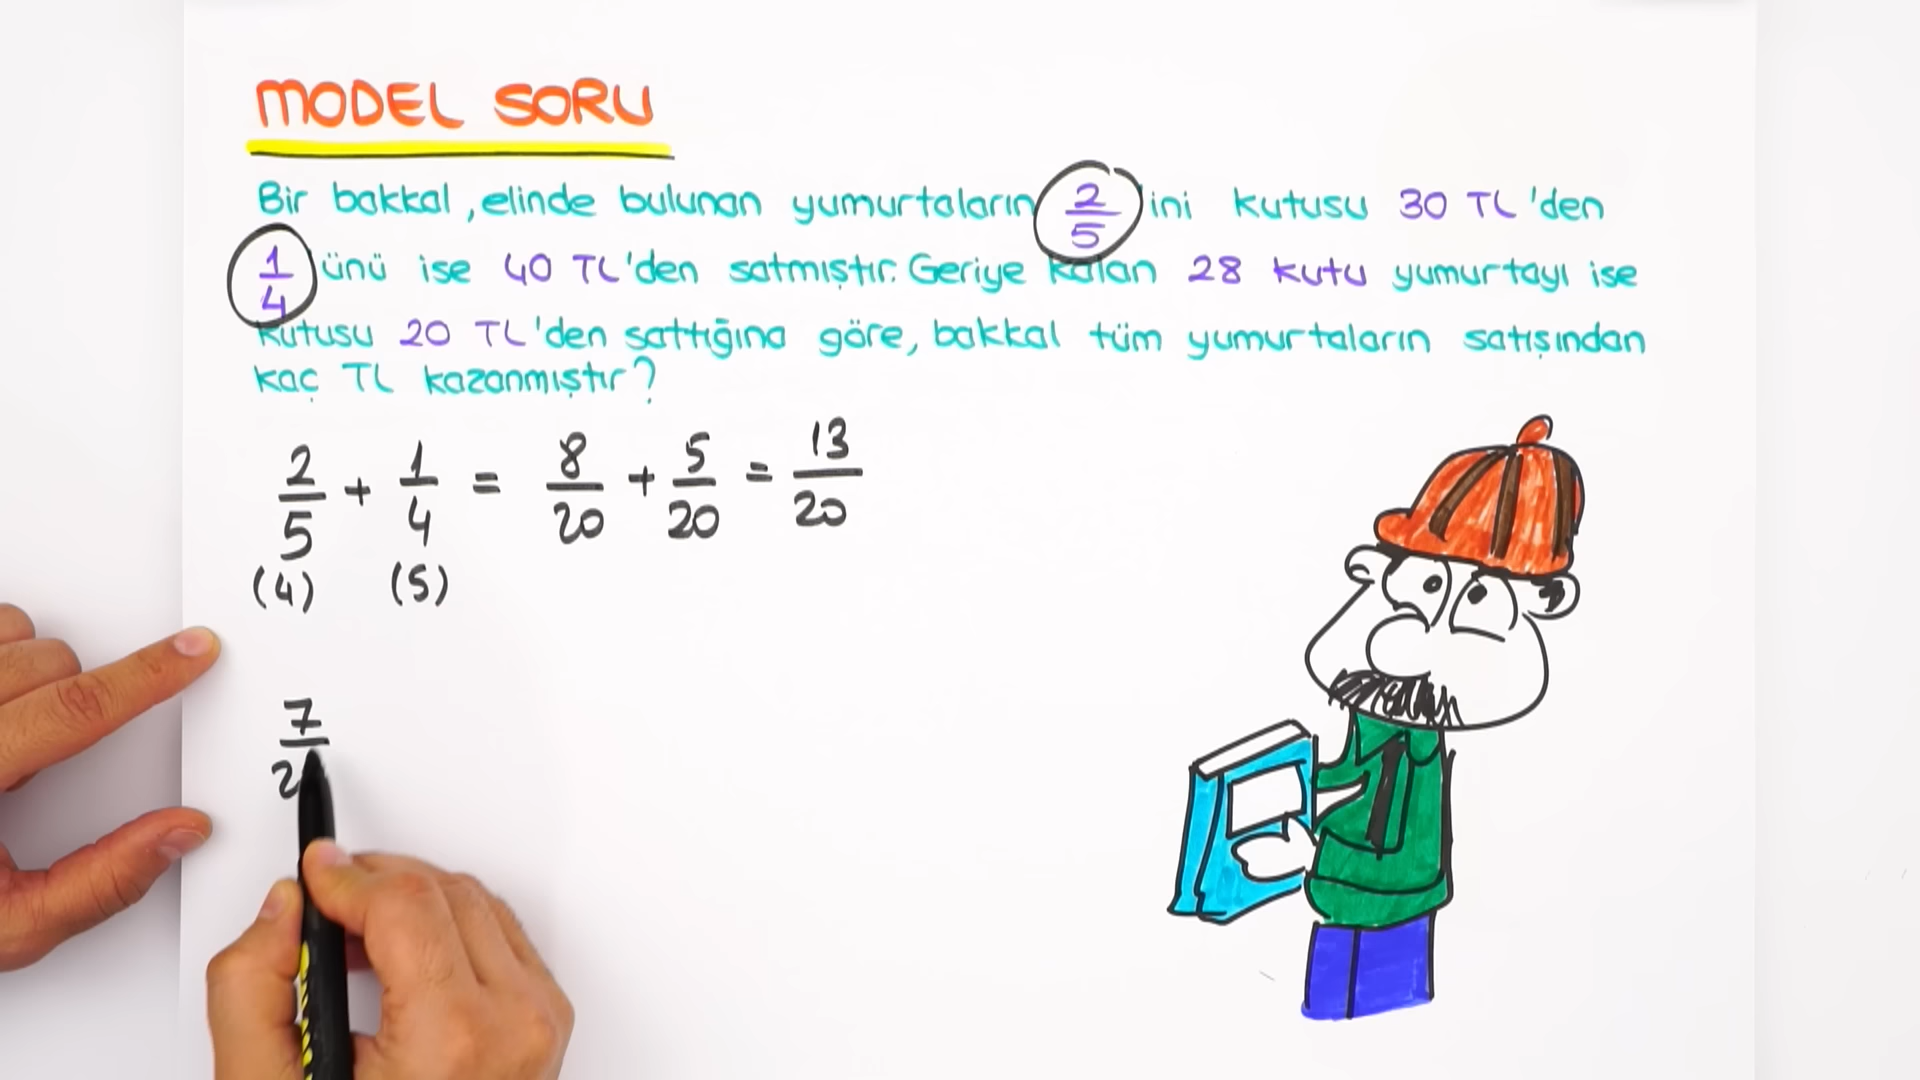 MODEL SORU
Bir bakkal, elinde bulunan yumurtaların 2/5 'ini kutusu 30 TL'den
1/4 'ünü ise 40 TL'den satmıştır. Geriye kalan 28 kutu yumurtayı ise
kutusu 20 TL'den sattığına göre, bakkal tüm yumurtaların satışından
kaç TL kazanmıştır?
2/5 + 1/4 = 8/20 + 5/20 = 13/20
(4) (5)
7
2